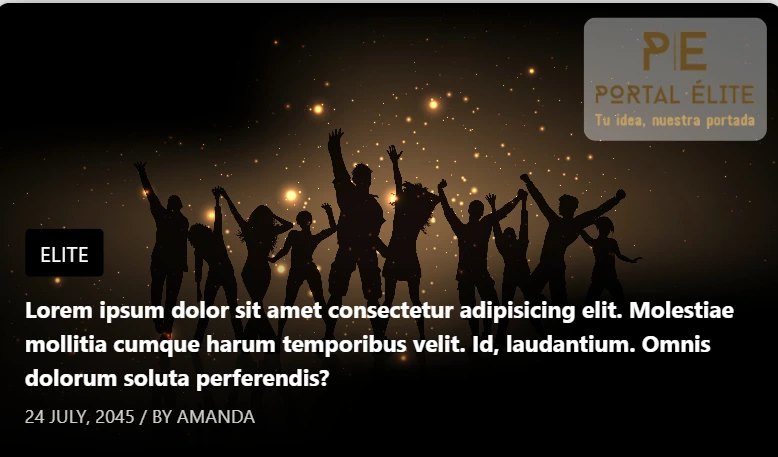 P|E
PORTAL ÉLITE
Tu idea, nuestra portada
ELITE
Lorem ipsum dolor sit amet consectetur adipisicing elit. Molestiae
mollitia cumque harum temporibus velit. Id, laudantium. Omnis
dolorum soluta perferendis?
24 JULY, 2045 / BY AMANDA